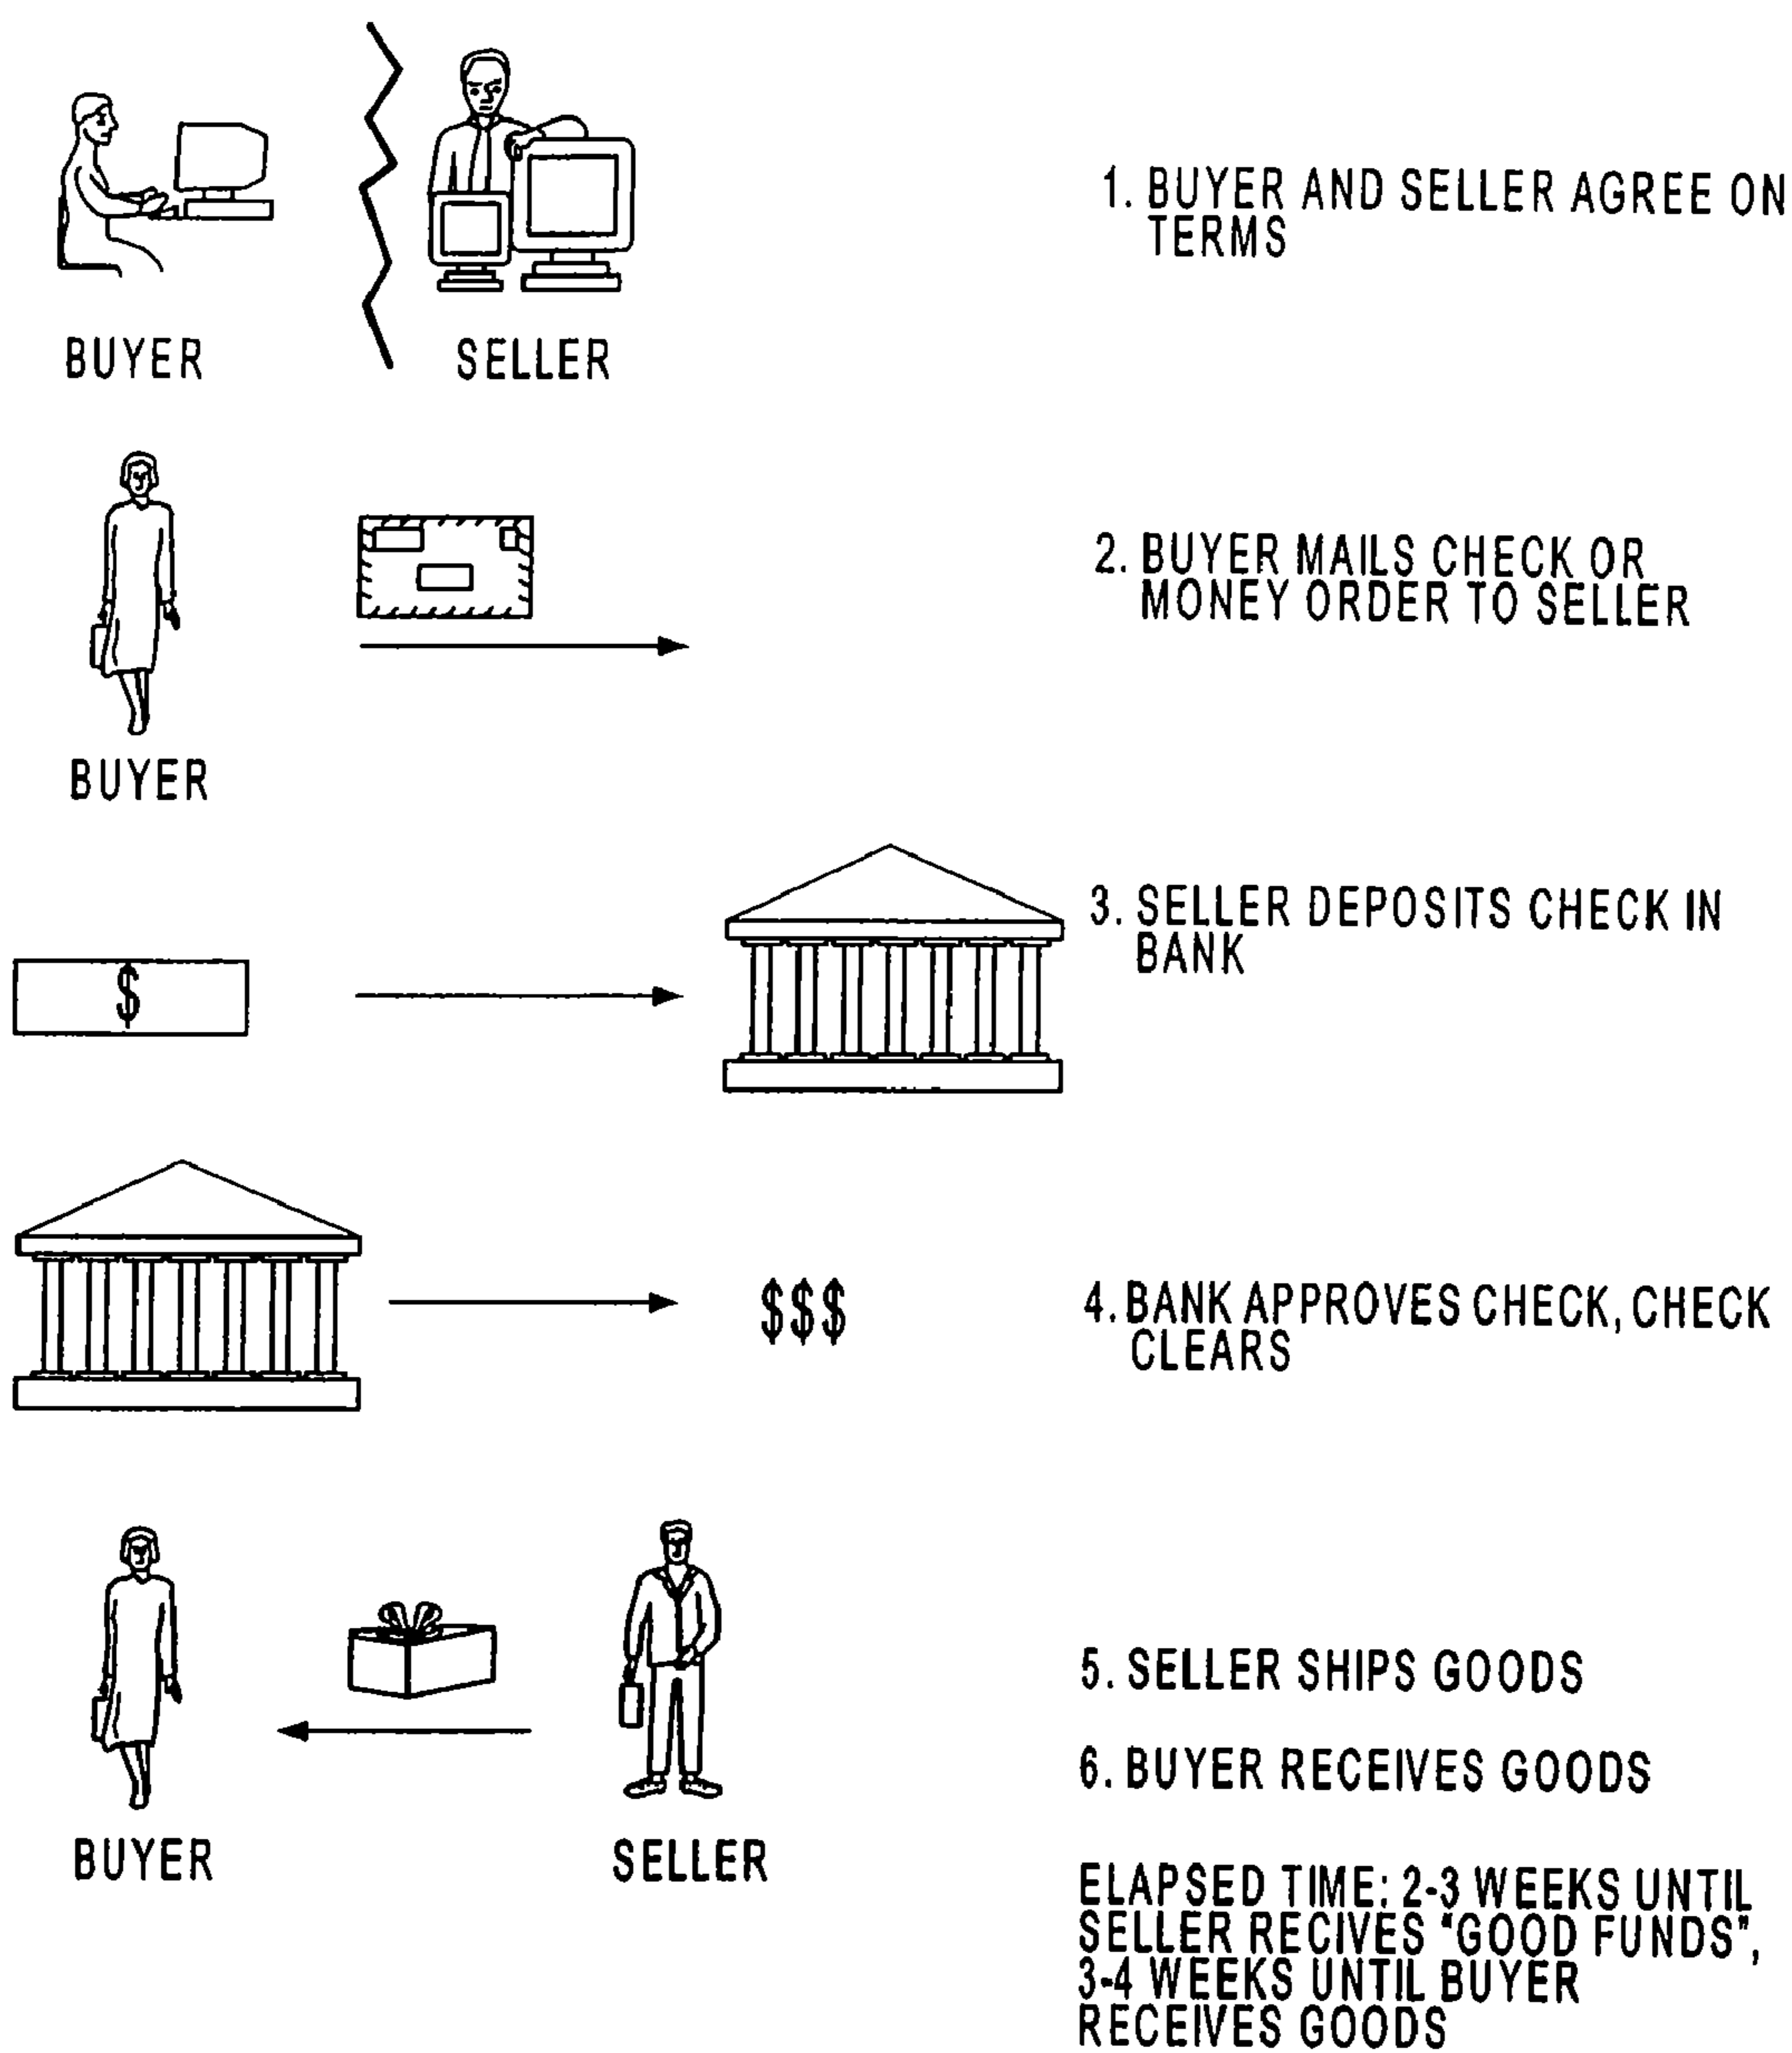 1. BUYER AND SELLER AGREE ON
TERMS
BUYER
SELLER
2. BUYER MAILS CHECK OR
MONEY ORDER TO SELLER
BUYER
3. SELLER DEPOSITS CHECK IN
BANK
$
$$$
4. BANK APPROVES CHECK, CHECK
CLEARS
5. SELLER SHIPS GOODS
6. BUYER RECEIVES GOODS
BUYER
SELLER
ELAPSED TIME: 2-3 WEEKS UNTIL
SELLER RECIVES "GOOD FUNDS",
3-4 WEEKS UNTIL BUYER
RECEIVES GOODS